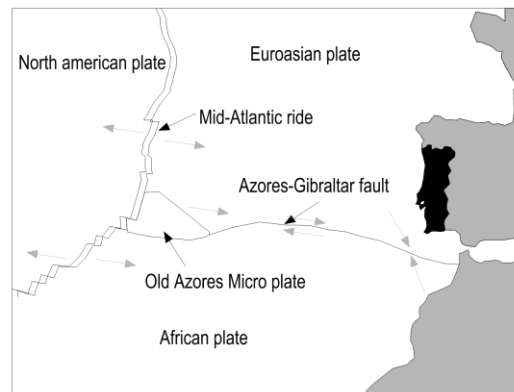 Euroasian plate
North american plate
Mid-Atlantic ride
Azores-Gibraltar fault
Old Azores Micro plate
African plate